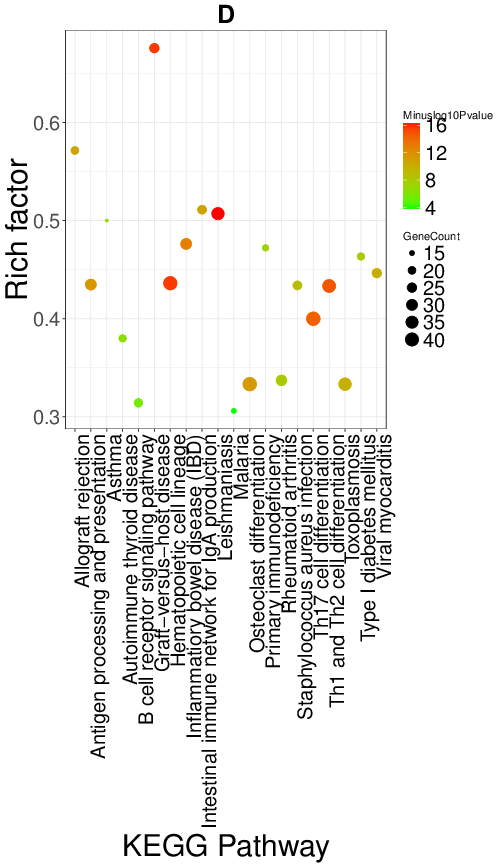 D
Rich factor
0.6
0.5
0.4
0.3
Minuslog10Pvalue
16
12
8
4
GeneCount
15
20
25
30
35
40
Allograft rejection
Antigen processing and presentation
Asthma
Autoimmune thyroid disease
B cell receptor signaling pathway
Graft−versus−host disease
Hematopoietic cell lineage
Inflammatory bowel disease (IBD)
Intestinal immune network for IgA production
Leishmaniasis
Malaria
Osteoclast differentiation
Primary immunodeficiency
Rheumatoid arthritis
Staphylococcus aureus infection
Th17 cell differentiation
Th1 and Th2 cell differentiation
Toxoplasmosis
Type I diabetes mellitus
Viral myocarditis
KEGG Pathway